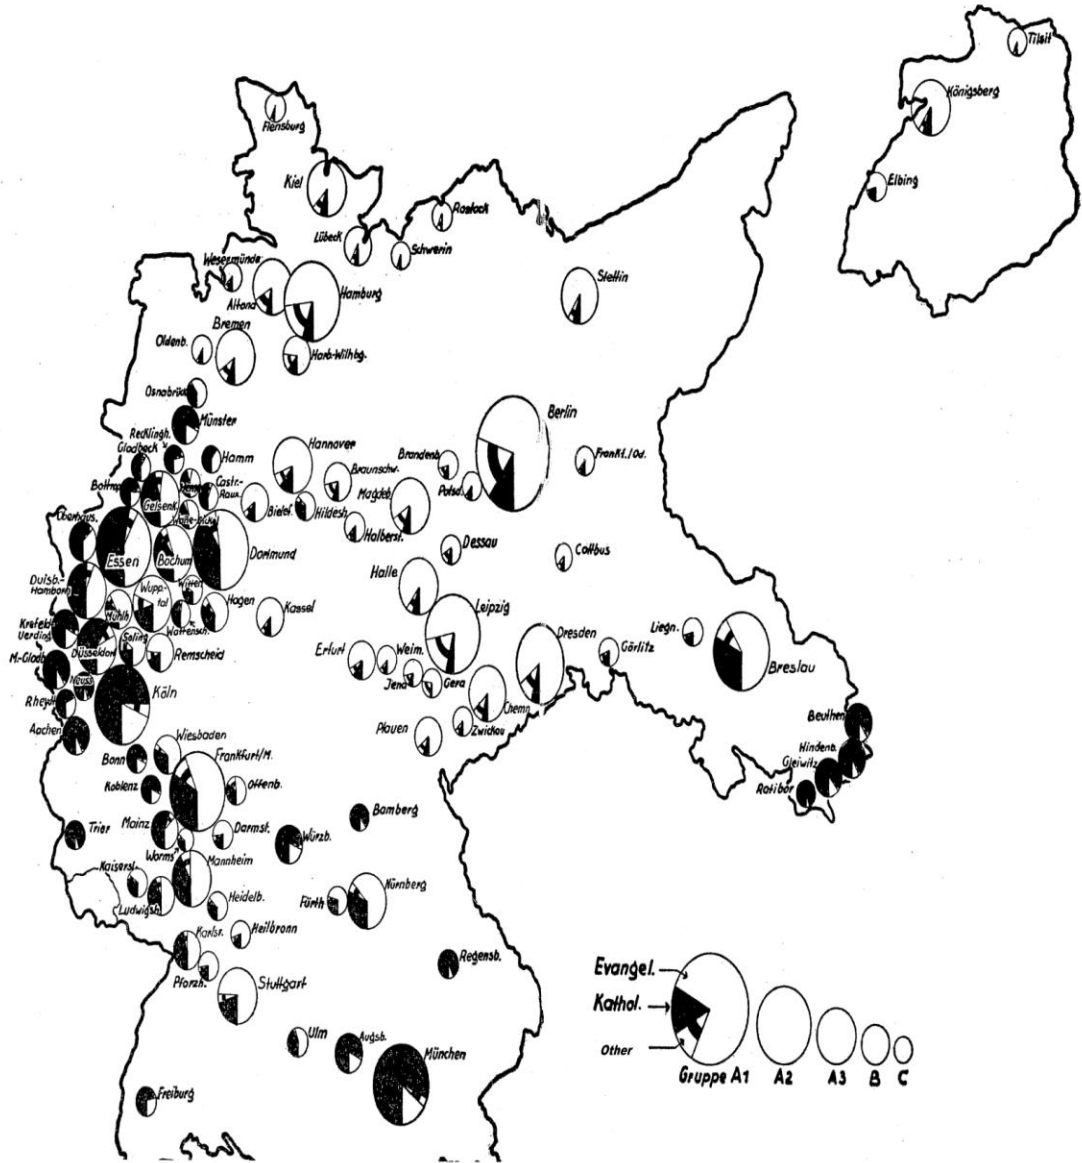 Tilsit
Königsberg
Elbing
Flensburg
Kiel
Rostock
Lübeck
Schwerin
Wesermünde
Stettin
Hamburg
Altona
Bremen
Oldenb.
Harb.-Wilhbg.
Osnabrück
Münster
Berlin
Recklingh.
Gladbeck
Hamm
Hannover
Brandenb.
Frankf./Od.
Braunschw.
Bottrop
Castr.-
Raux.
Potsd.
Magdeb.
Gelsenk.
Bielef.
Hildesh.
Oberhaus.
Halberst.
Essen
Bochum
Dortmund
Dessau
Cottbus
Duisb.-
Hamborn
Halle
Witten
Wupp.-
tal
Hagen
Kassel
Leipzig
Mühlh.
Wattensch.
Krefeld-
Uerding.
Liegn.
Dresden
Soling.
Görlitz
Düsseldorf
Remscheid
Erfurt
Weim.
Breslau
M.-Gladb.
Jena
Gera
Neuss
Köln
Rheydt
Chemn.
Beuthen
Aachen
Plauen
Zwickau
Wiesbaden
Hindenb.
Bonn
Frankfurt/M.
Gleiwitz
Koblenz
Offenb.
Ratibor
Bamberg
Mainz
Trier
Darmst.
Würzb.
Worms
Mannheim
Kaisersl.
Nürnberg
Heidelb.
Fürth
Ludwigsh.
Karlsr.
Heilbronn
Regensb.
Pforzh.
Stuttgart
Evangel.
Kathol.
Other
Gruppe A1
A2
A3
B
C
Ulm
Augsb.
München
Freiburg